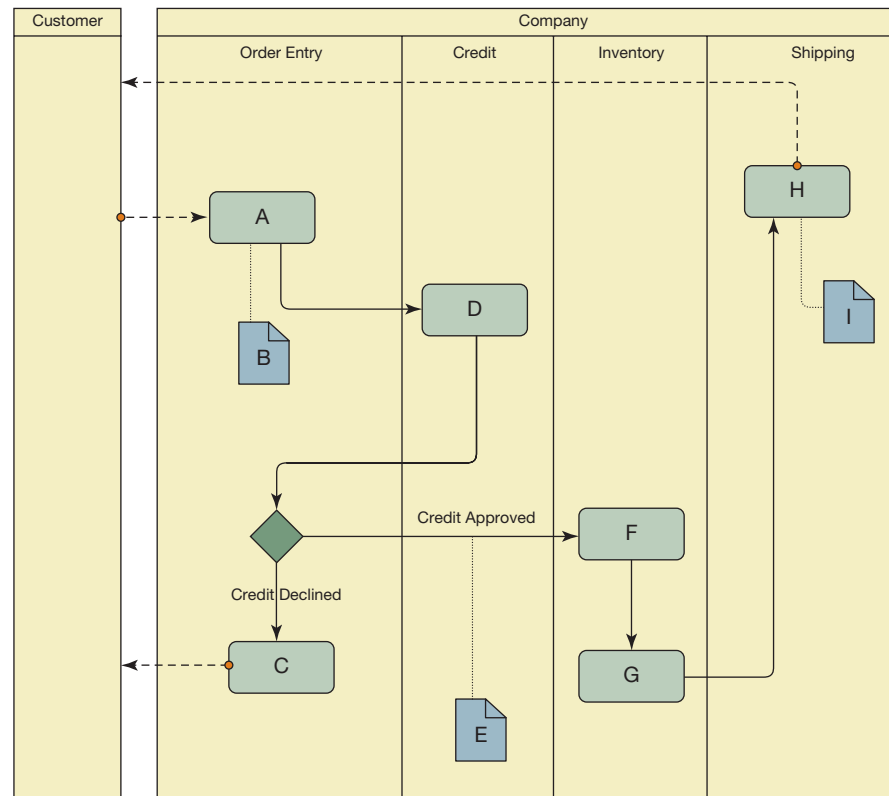 Customer
Company
Order Entry
Credit
Inventory
Shipping
H
A
D
I
B
Credit Approved
F
Credit Declined
C
G
E